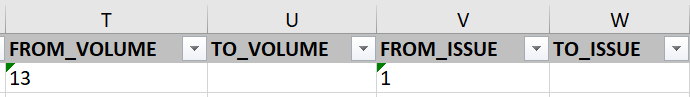 T U V W
FROM_VOLUME TO_VOLUME FROM_ISSUE TO_ISSUE
13 1